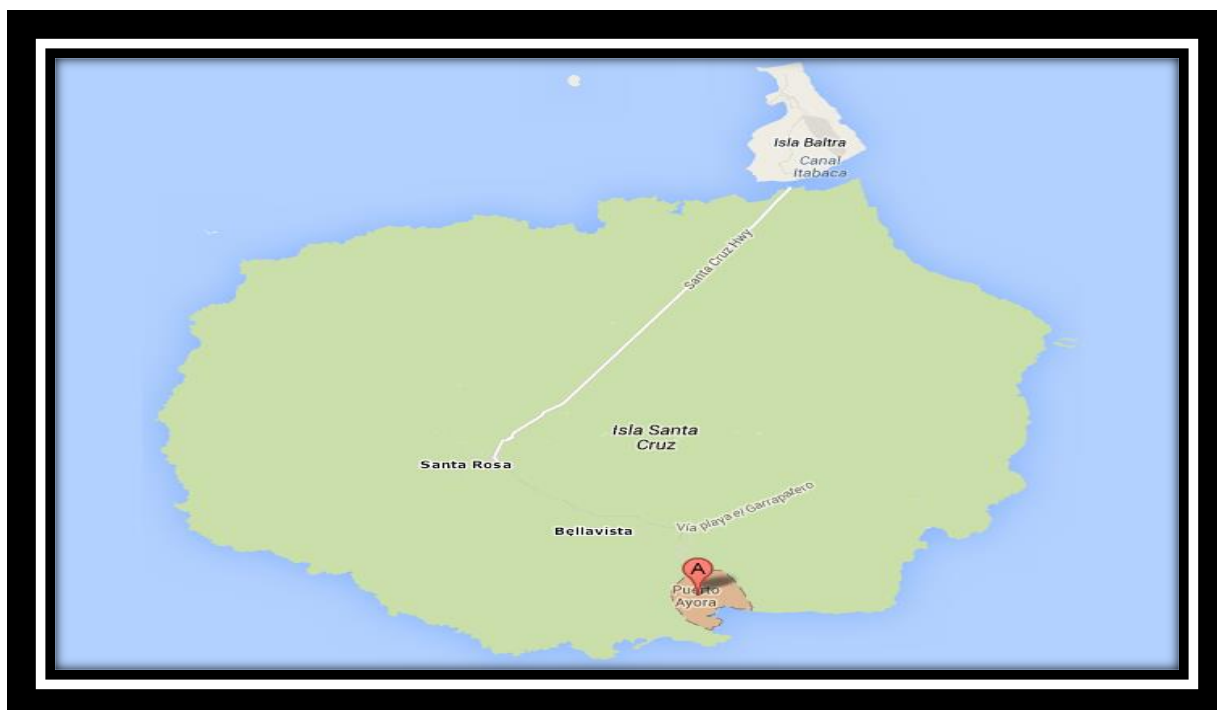 Isla Baltra
Canal
Itabaca
Santa Cruz Hwy
Isla Santa
Cruz
Santa Rosa
Vía playa el Garrapatero
Bellavista
A
Puerto
Ayora